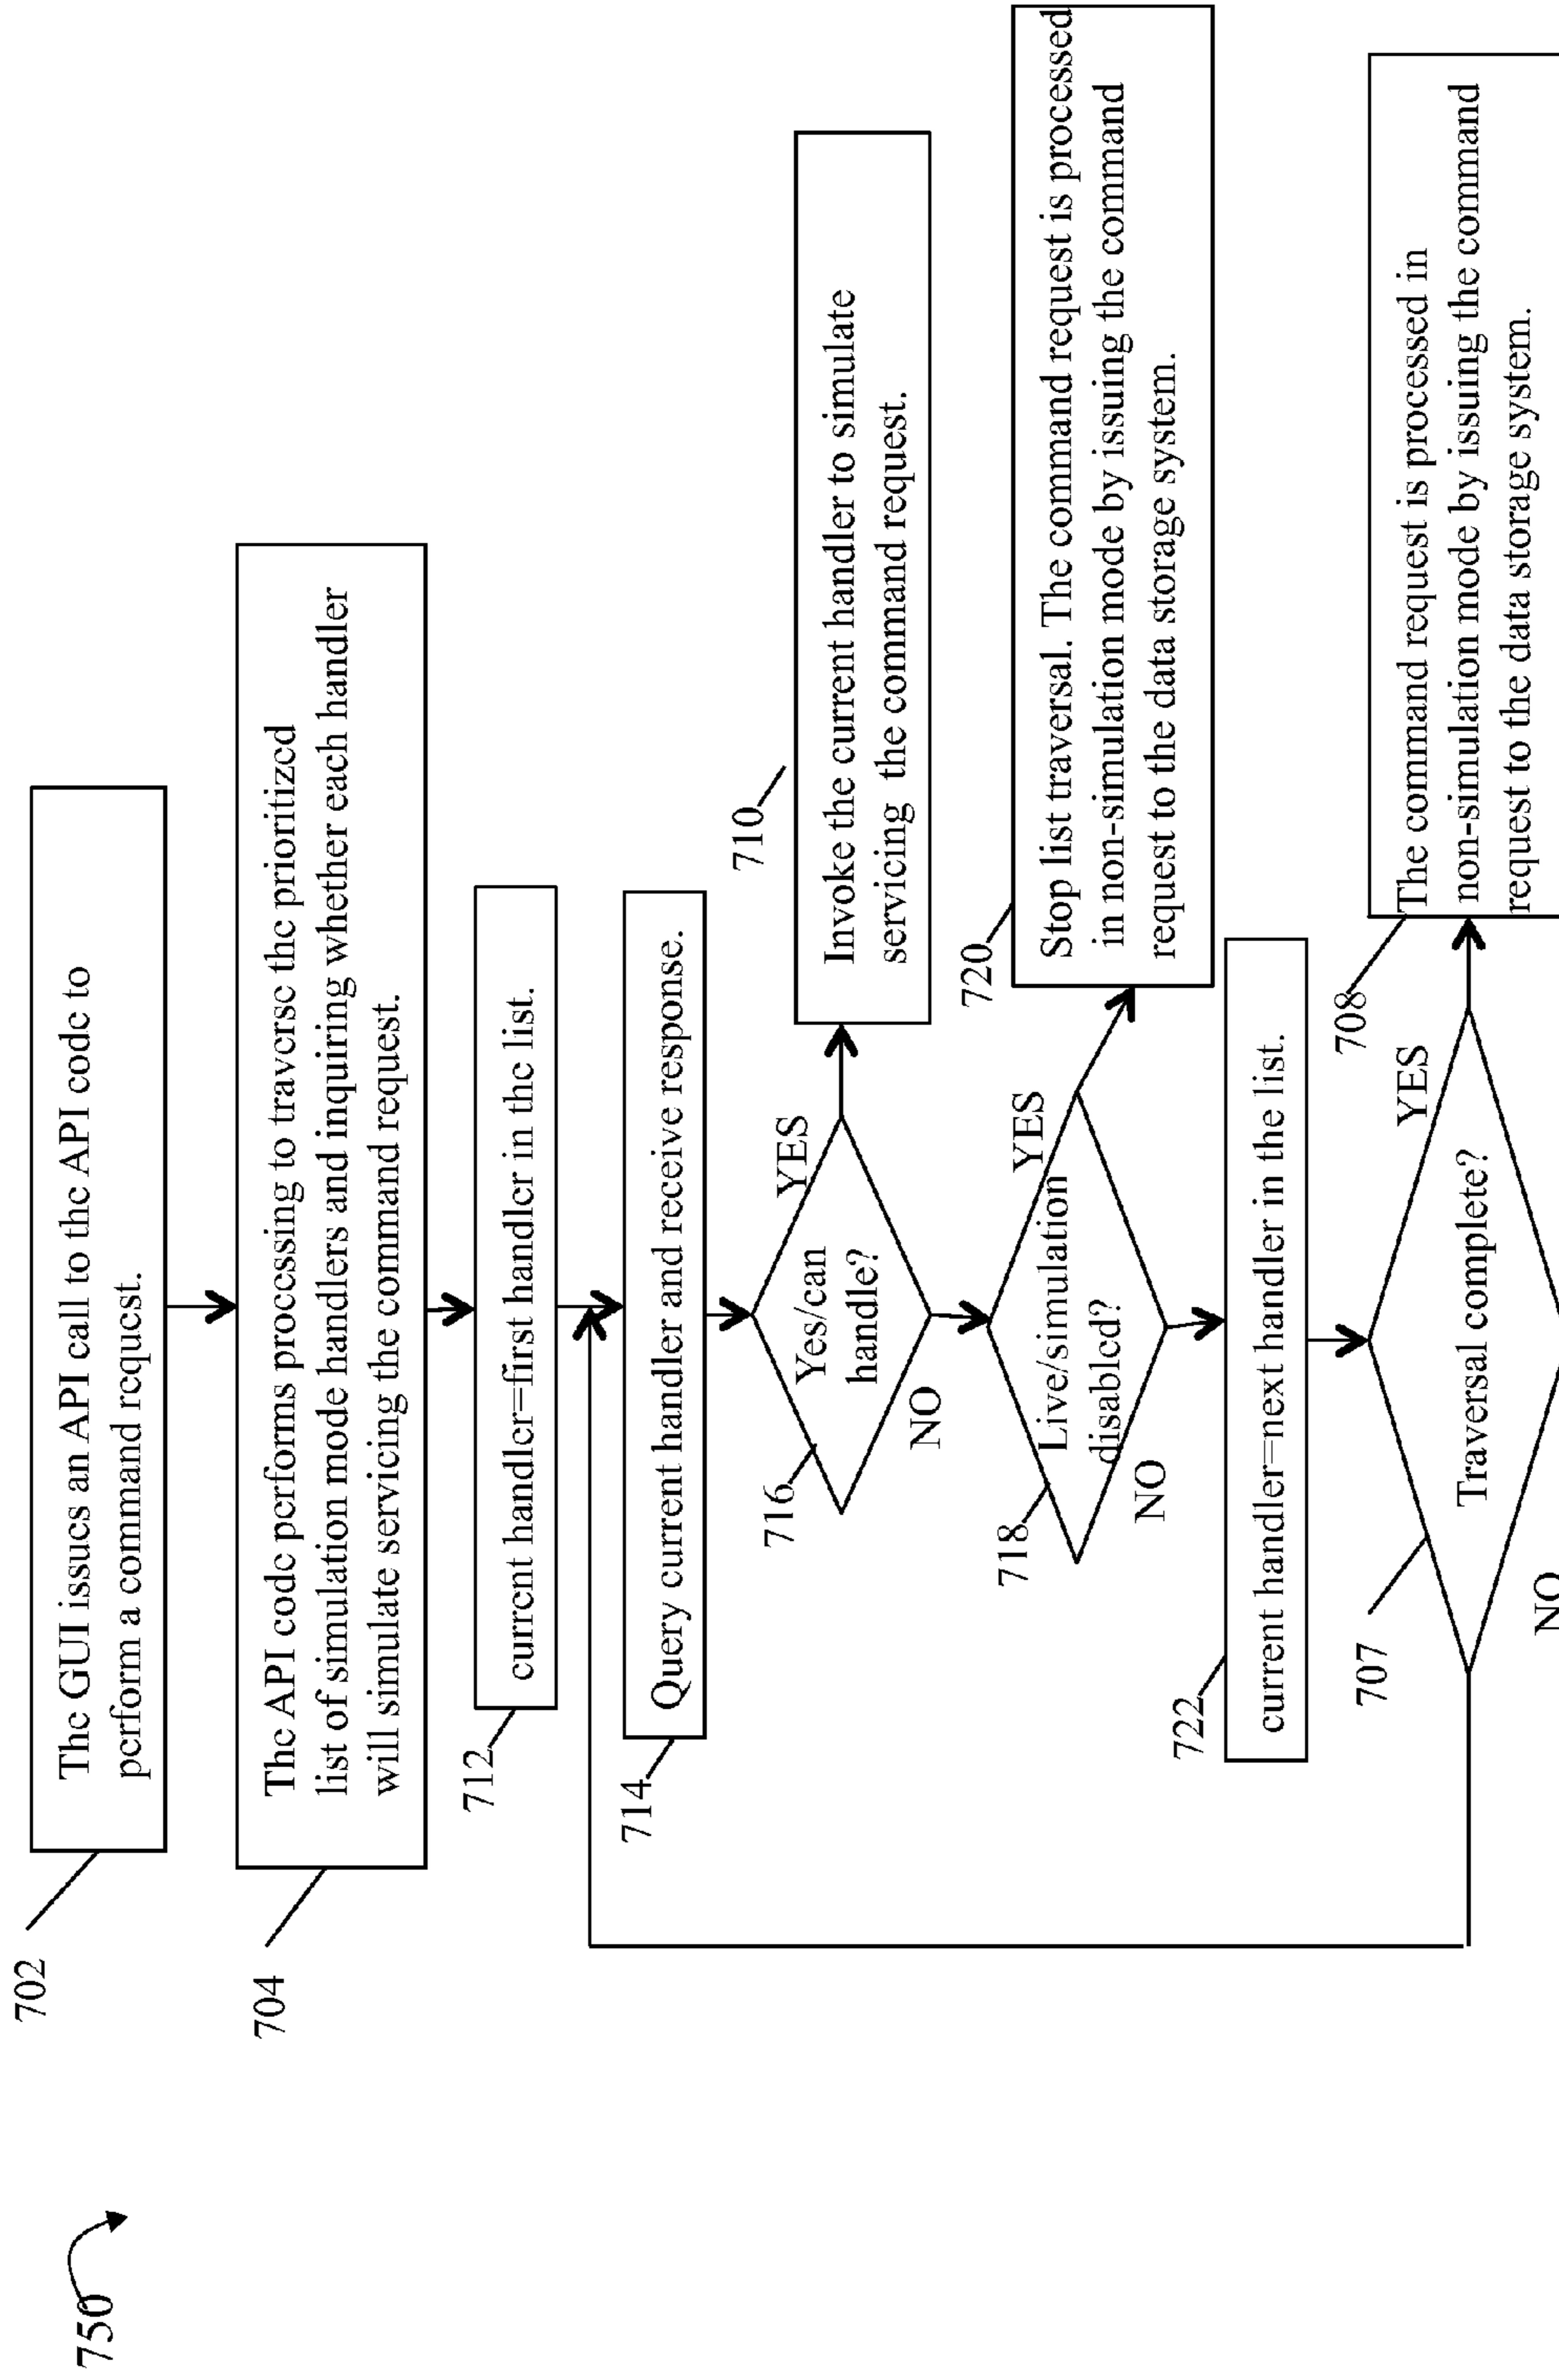 750
702
The GUI issues an API call to the API code to
perform a command request.
704
The API code performs processing to traverse the prioritized
list of simulation mode handlers and inquiring whether each handler
will simulate servicing the command request.
712
current handler=first handler in the list.
714
Query current handler and receive response.
716
Yes/can
handle?
YES
NO
710
Invoke the current handler to simulate
servicing the command request.
718
Live/simulation
disabled?
YES
NO
720
Stop list traversal. The command request is processed
in non-simulation mode by issuing the command
request to the data storage system.
722
current handler=next handler in the list.
707
Traversal complete?
YES
NO
708
The command request is processed in
non-simulation mode by issuing the command
request to the data storage system.